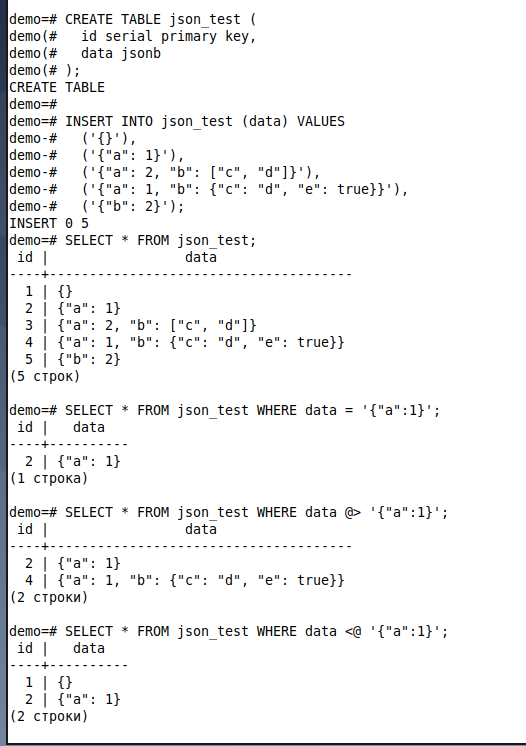 demo=# CREATE TABLE json_test (
demo(#   id serial primary key,
demo(#   data jsonb
demo(# );
CREATE TABLE
demo=#
demo=# INSERT INTO json_test (data) VALUES
demo-#   ('{}'),
demo-#   ('{"a": 1}'),
demo-#   ('{"a": 2, "b": ["c", "d"]}'),
demo-#   ('{"a": 1, "b": {"c": "d", "e": true}}'),
demo-#   ('{"b": 2}');
INSERT 0 5
demo=# SELECT * FROM json_test;
 id |                 data
----+--------------------------------------
  1 | {}
  2 | {"a": 1}
  3 | {"a": 2, "b": ["c", "d"]}
  4 | {"a": 1, "b": {"c": "d", "e": true}}
  5 | {"b": 2}
(5 строк)

demo=# SELECT * FROM json_test WHERE data = '{"a":1}';
 id |   data
----+----------
  2 | {"a": 1}
(1 строка)

demo=# SELECT * FROM json_test WHERE data @> '{"a":1}';
 id |                 data
----+--------------------------------------
  2 | {"a": 1}
  4 | {"a": 1, "b": {"c": "d", "e": true}}
(2 строки)

demo=# SELECT * FROM json_test WHERE data <@ '{"a":1}';
 id |   data
----+----------
  1 | {}
  2 | {"a": 1}
(2 строки)